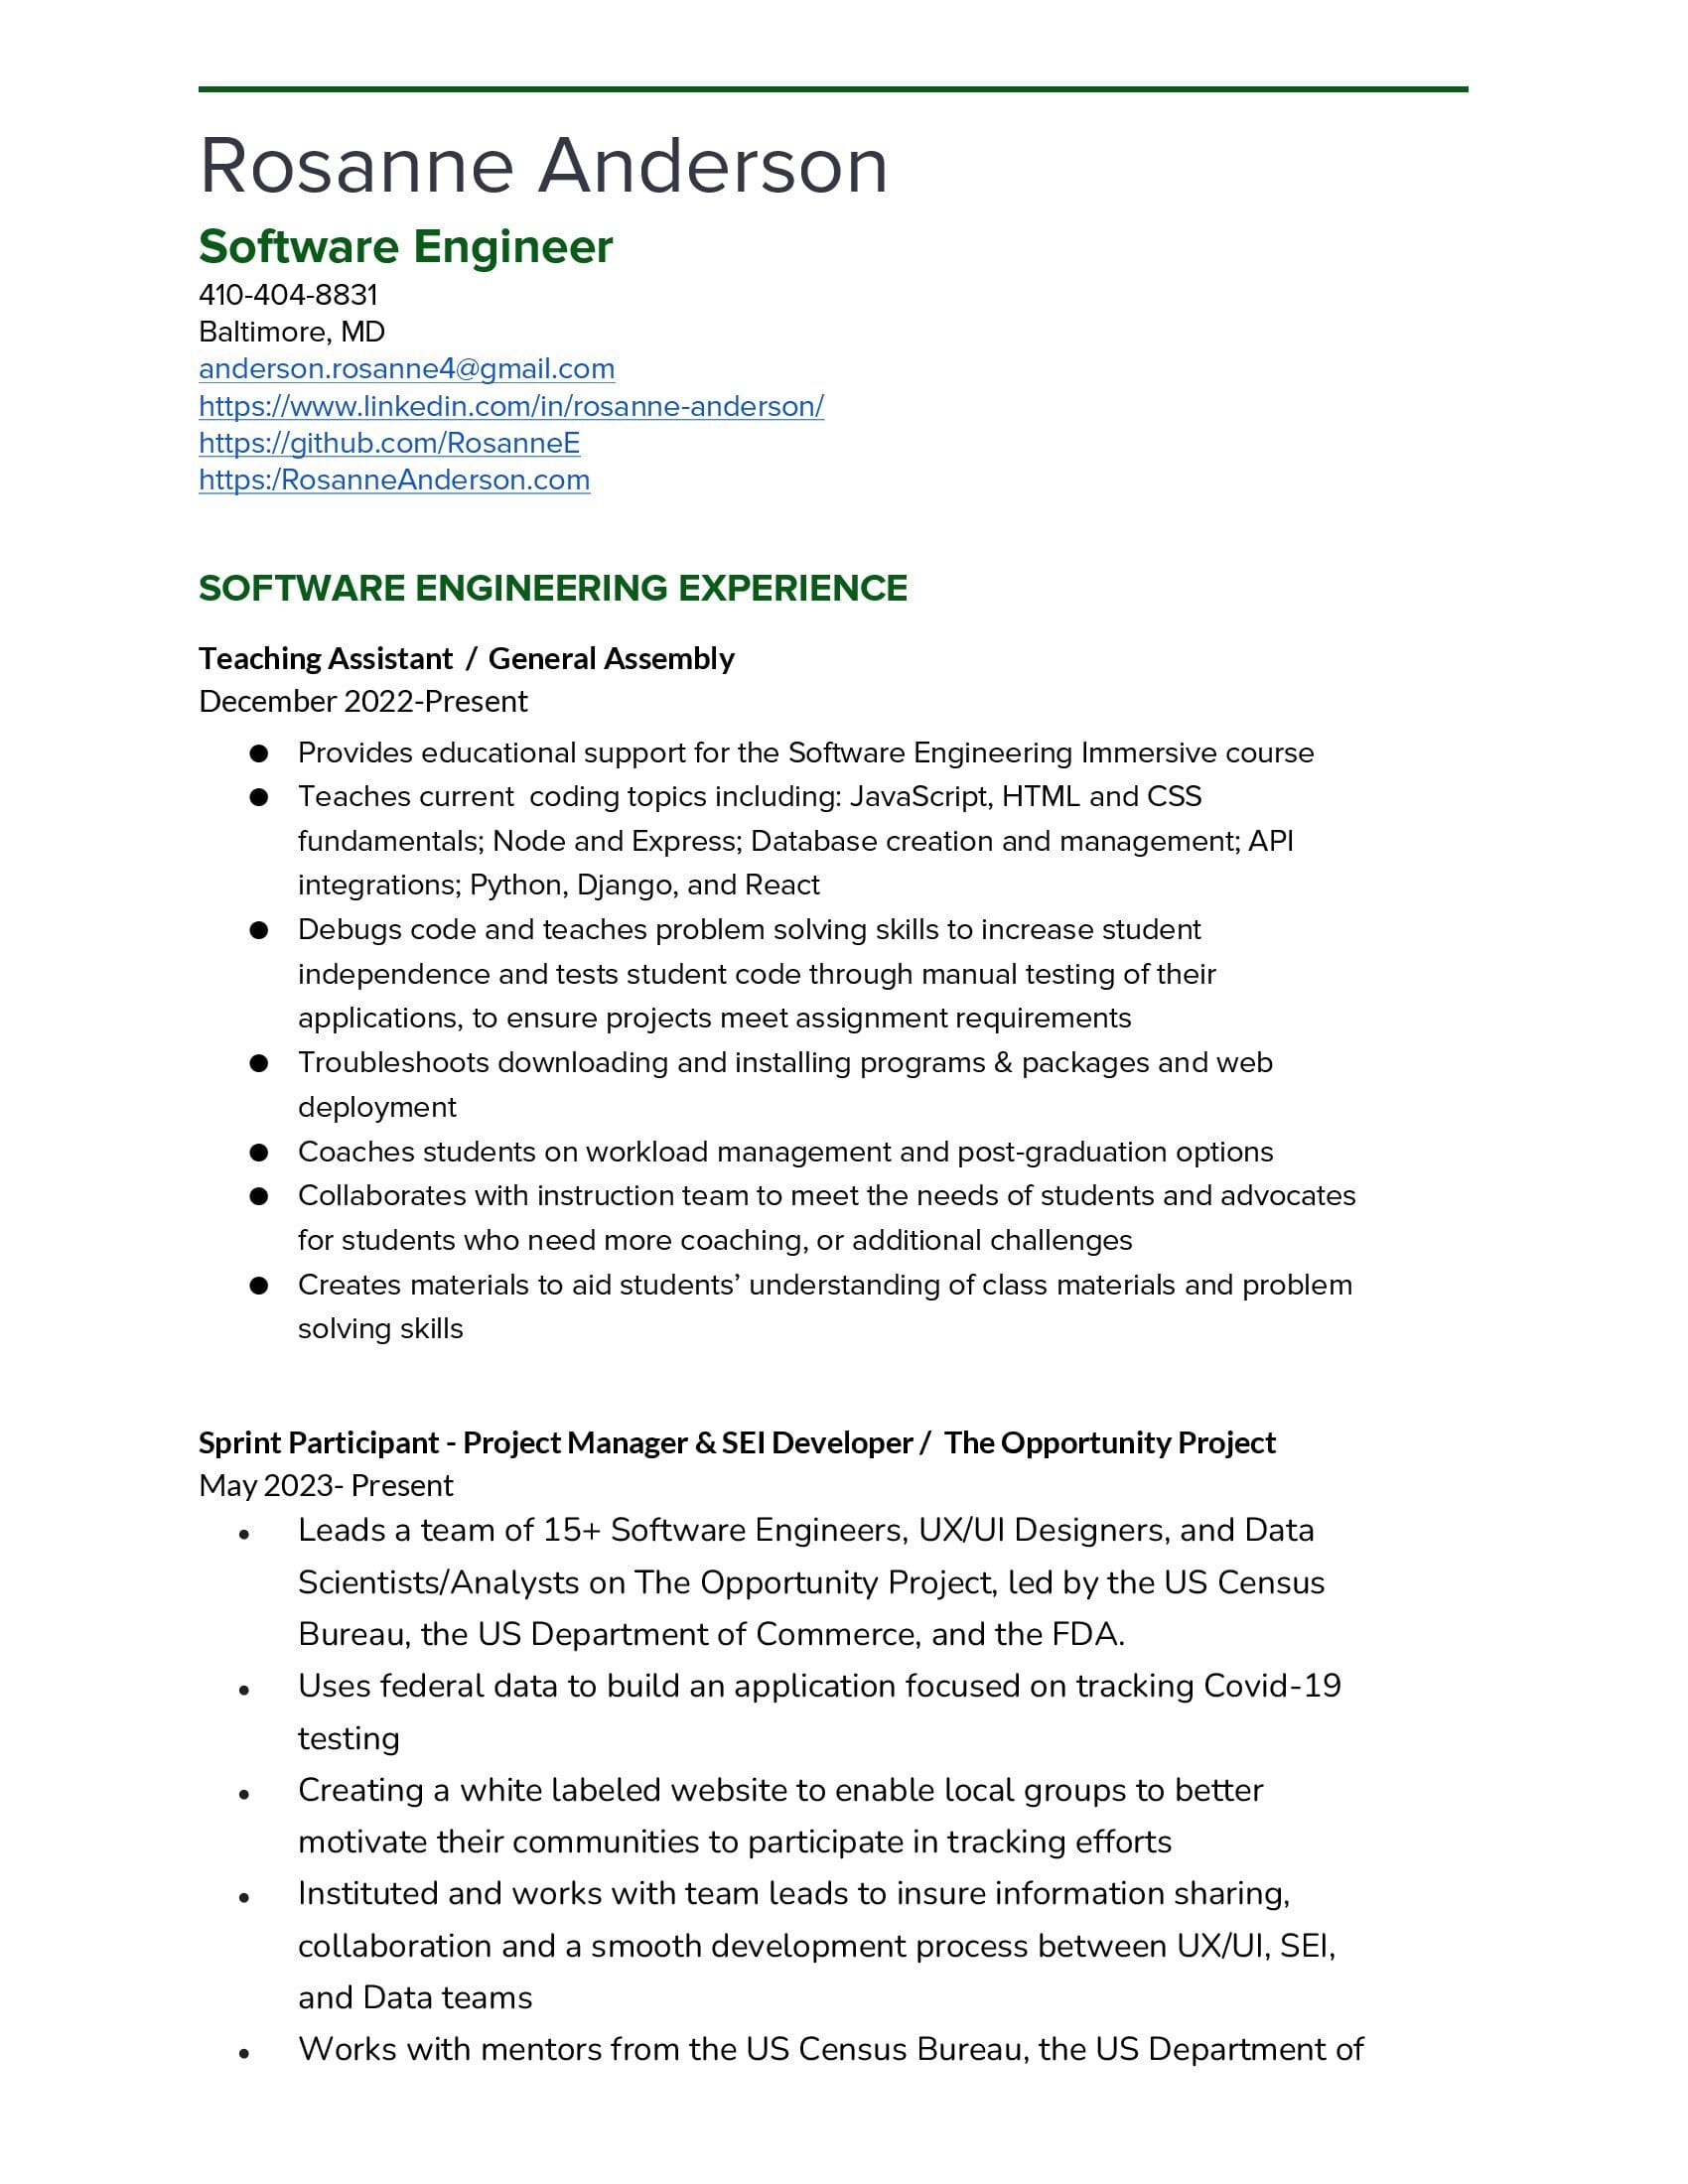 Rosanne Anderson
Software Engineer
410-404-8831
Baltimore, MD
anderson.rosanne4@gmail.com
https://www.linkedin.com/in/rosanne-anderson/
https://github.com/RosanneE
https:/RosanneAnderson.com
SOFTWARE ENGINEERING EXPERIENCE
Teaching Assistant / General Assembly
December 2022-Present
● Provides educational support for the Software Engineering Immersive course
● Teaches current  coding topics including: JavaScript, HTML and CSS
fundamentals; Node and Express; Database creation and management; API
integrations; Python, Django, and React
● Debugs code and teaches problem solving skills to increase student
independence and tests student code through manual testing of their
applications, to ensure projects meet assignment requirements
● Troubleshoots downloading and installing programs & packages and web
deployment
● Coaches students on workload management and post-graduation options
● Collaborates with instruction team to meet the needs of students and advocates
for students who need more coaching, or additional challenges
● Creates materials to aid students’ understanding of class materials and problem
solving skills
Sprint Participant - Project Manager & SEI Developer /  The Opportunity Project
May 2023- Present
• Leads a team of 15+ Software Engineers, UX/UI Designers, and Data
Scientists/Analysts on The Opportunity Project, led by the US Census
Bureau, the US Department of Commerce, and the FDA.
• Uses federal data to build an application focused on tracking Covid-19
testing
• Creating a white labeled website to enable local groups to better
motivate their communities to participate in tracking efforts
• Instituted and works with team leads to insure information sharing,
collaboration and a smooth development process between UX/UI, SEI,
and Data teams
• Works with mentors from the US Census Bureau, the US Department of